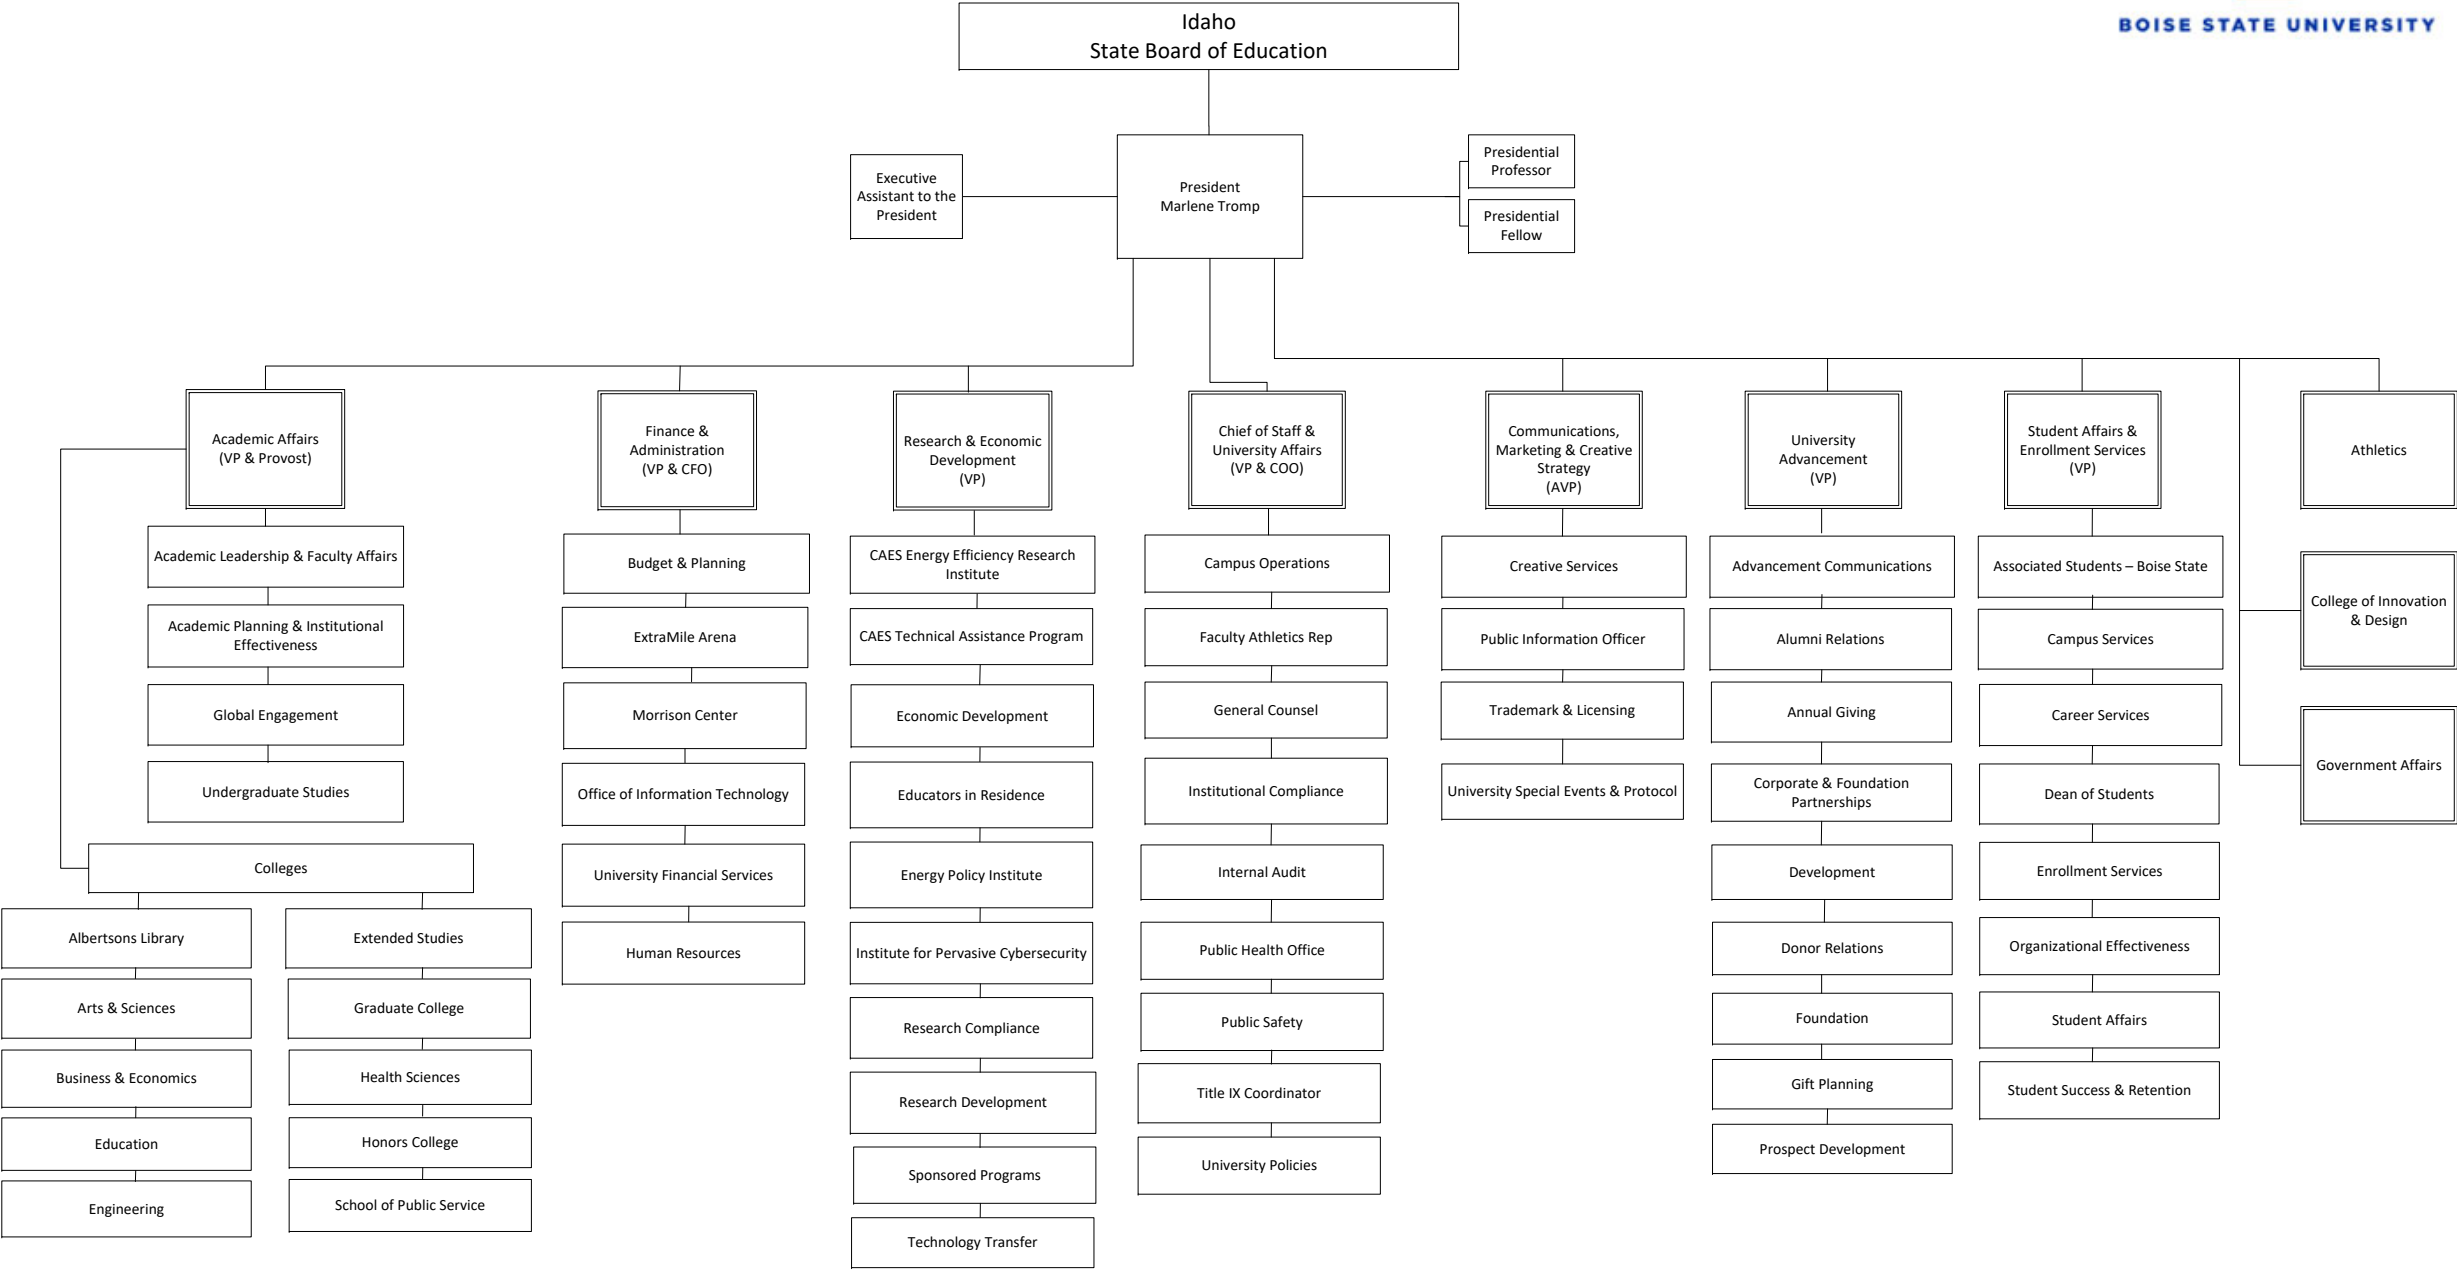 Idaho
State Board of Education
BOISE STATE UNIVERSITY
Executive
Assistant to the
President
President
Marlene Tromp
Presidential
Professor
Presidential
Fellow
Academic Affairs
(VP & Provost)
Academic Leadership & Faculty Affairs
Academic Planning & Institutional
Effectiveness
Global Engagement
Undergraduate Studies
Colleges
Albertsons Library
Arts & Sciences
Business & Economics
Education
Engineering
Extended Studies
Graduate College
Health Sciences
Honors College
School of Public Service
Finance &
Administration
(VP & CFO)
Budget & Planning
ExtraMile Arena
Morrison Center
Office of Information Technology
University Financial Services
Human Resources
Research & Economic
Development
(VP)
CAES Energy Efficiency Research
Institute
CAES Technical Assistance Program
Economic Development
Educators in Residence
Energy Policy Institute
Institute for Pervasive Cybersecurity
Research Compliance
Research Development
Sponsored Programs
Technology Transfer
Chief of Staff &
University Affairs
(VP & COO)
Campus Operations
Faculty Athletics Rep
General Counsel
Institutional Compliance
Internal Audit
Public Health Office
Public Safety
Title IX Coordinator
University Policies
Communications,
Marketing & Creative
Strategy
(AVP)
Creative Services
Public Information Officer
Trademark & Licensing
University Special Events & Protocol
University
Advancement
(VP)
Advancement Communications
Alumni Relations
Annual Giving
Corporate & Foundation
Partnerships
Development
Donor Relations
Foundation
Gift Planning
Prospect Development
Student Affairs &
Enrollment Services
(VP)
Associated Students – Boise State
Campus Services
Career Services
Dean of Students
Enrollment Services
Organizational Effectiveness
Student Affairs
Student Success & Retention
Athletics
College of Innovation
& Design
Government Affairs